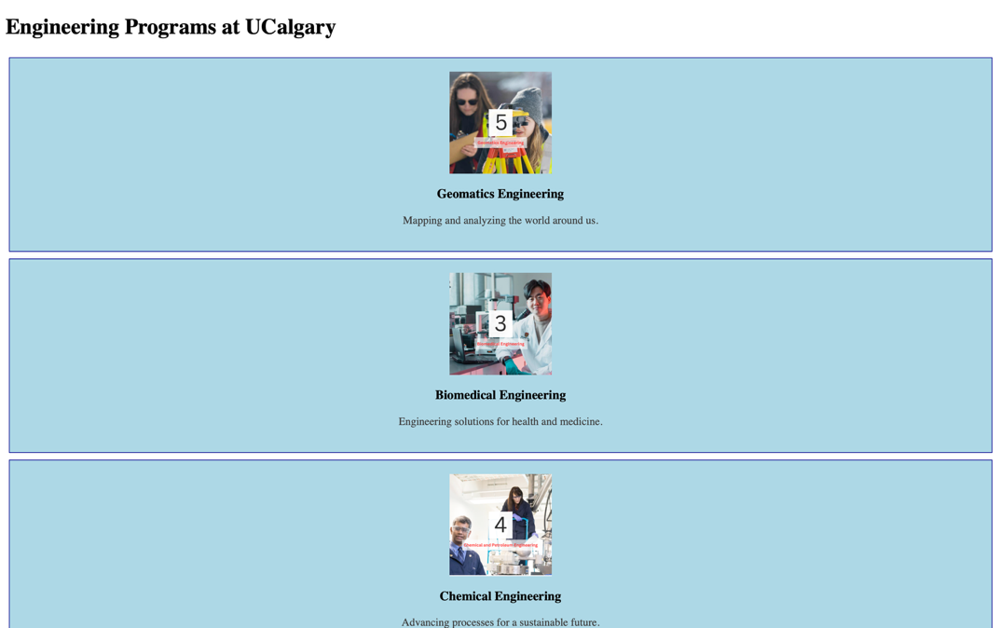 Engineering Programs at UCalgary
5
Geomatics Engineering
Geomatics Engineering
Mapping and analyzing the world around us.
3
Biomedical Engineering
Biomedical Engineering
Engineering solutions for health and medicine.
4
Chemical and Petroleum Engineering
Chemical Engineering
Advancing processes for a sustainable future.